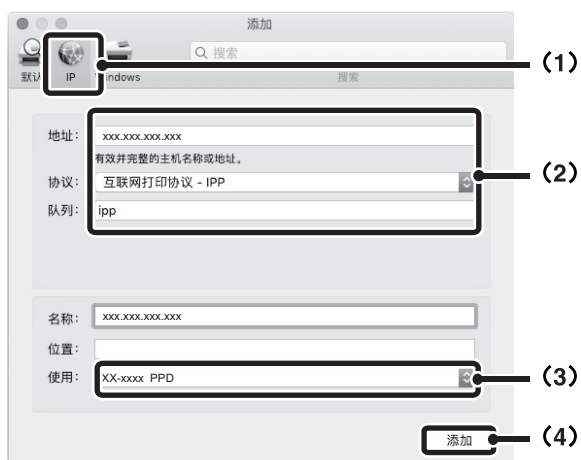 添加
搜索
默认 IP Windows 搜索
(1)
地址: xxx.xxx.xxx.xxx
有效并完整的主机名称或地址。
协议: 互联网打印协议 - IPP
(2)
队列: ipp
名称: xxx.xxx.xxx.xxx
位置:
使用: XX-xxxx PPD
(3)
添加
(4)